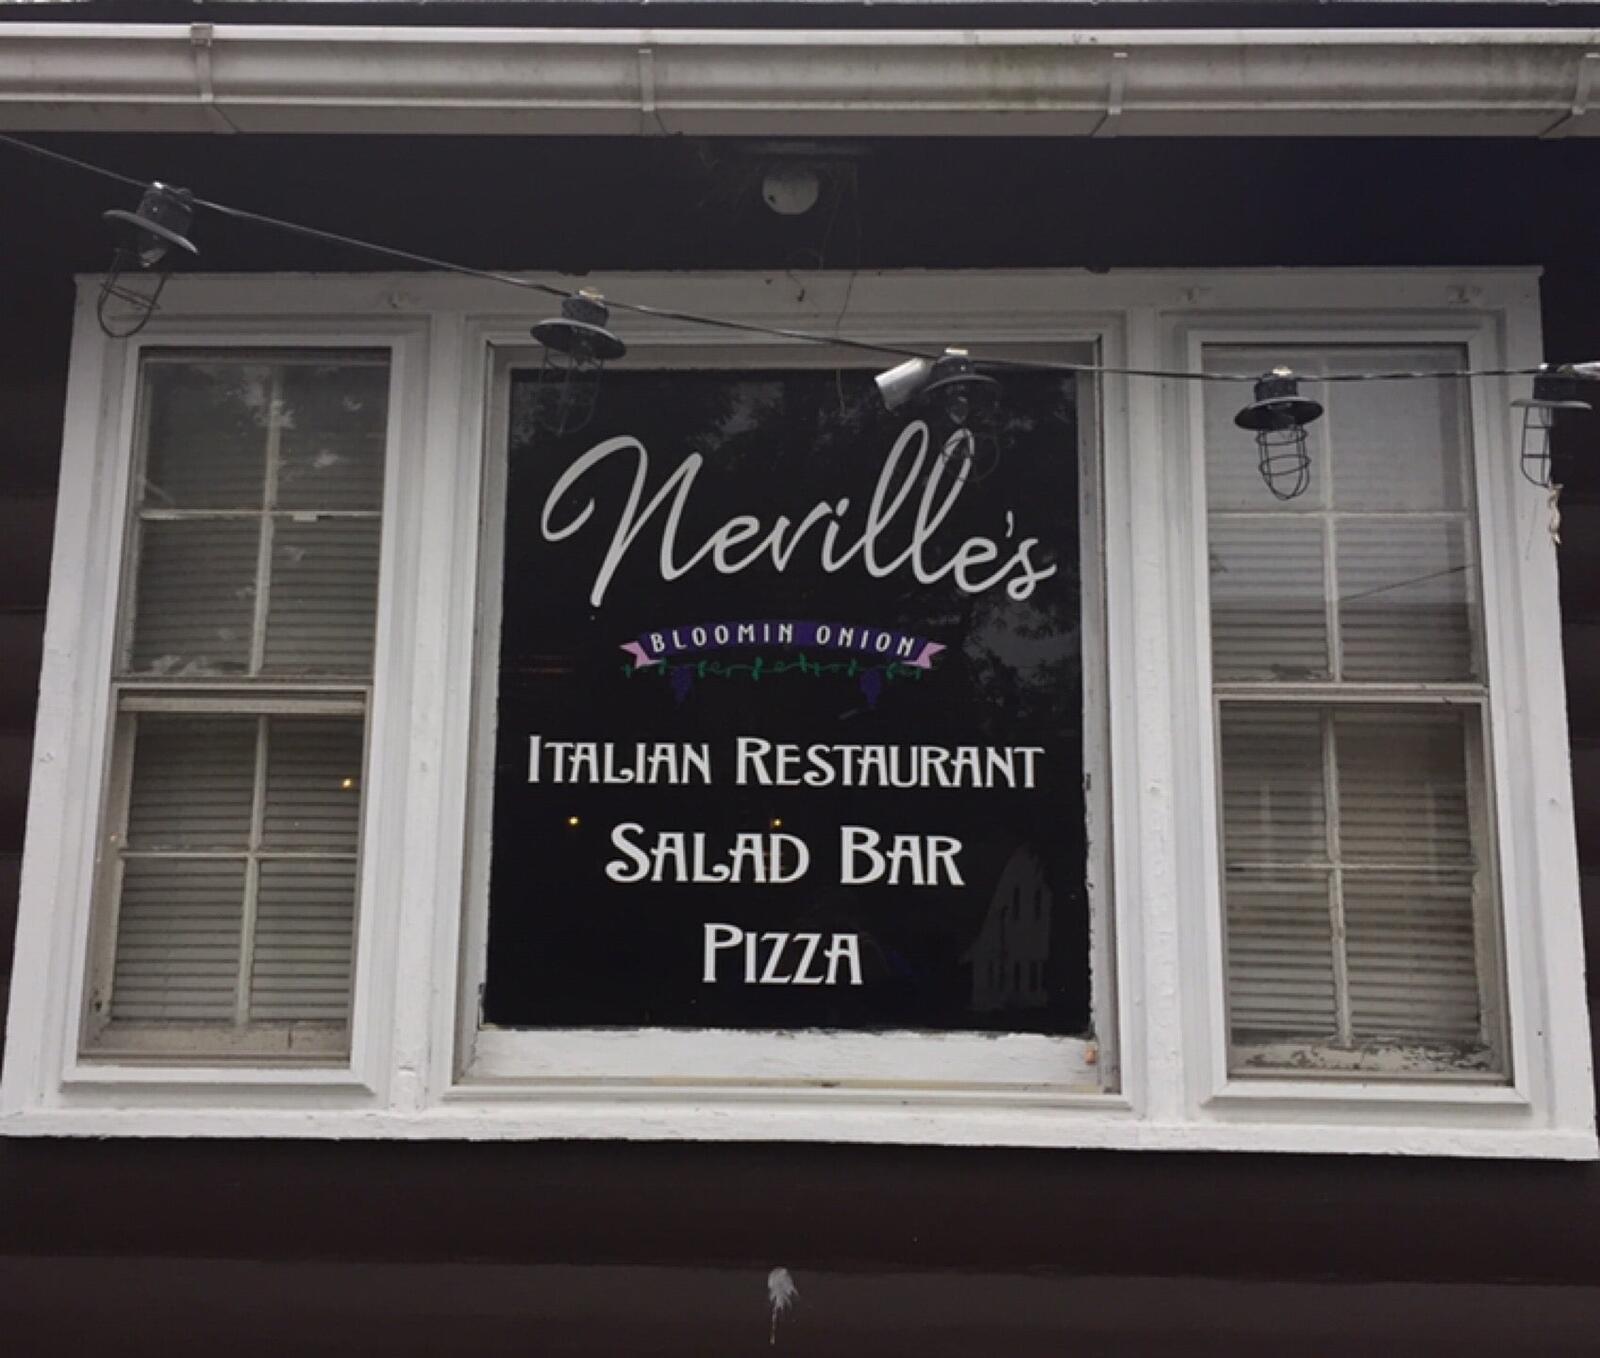 Neville's
BLOOMIN ONION
ITALIAN RESTAURANT
SALAD BAR
PIZZA